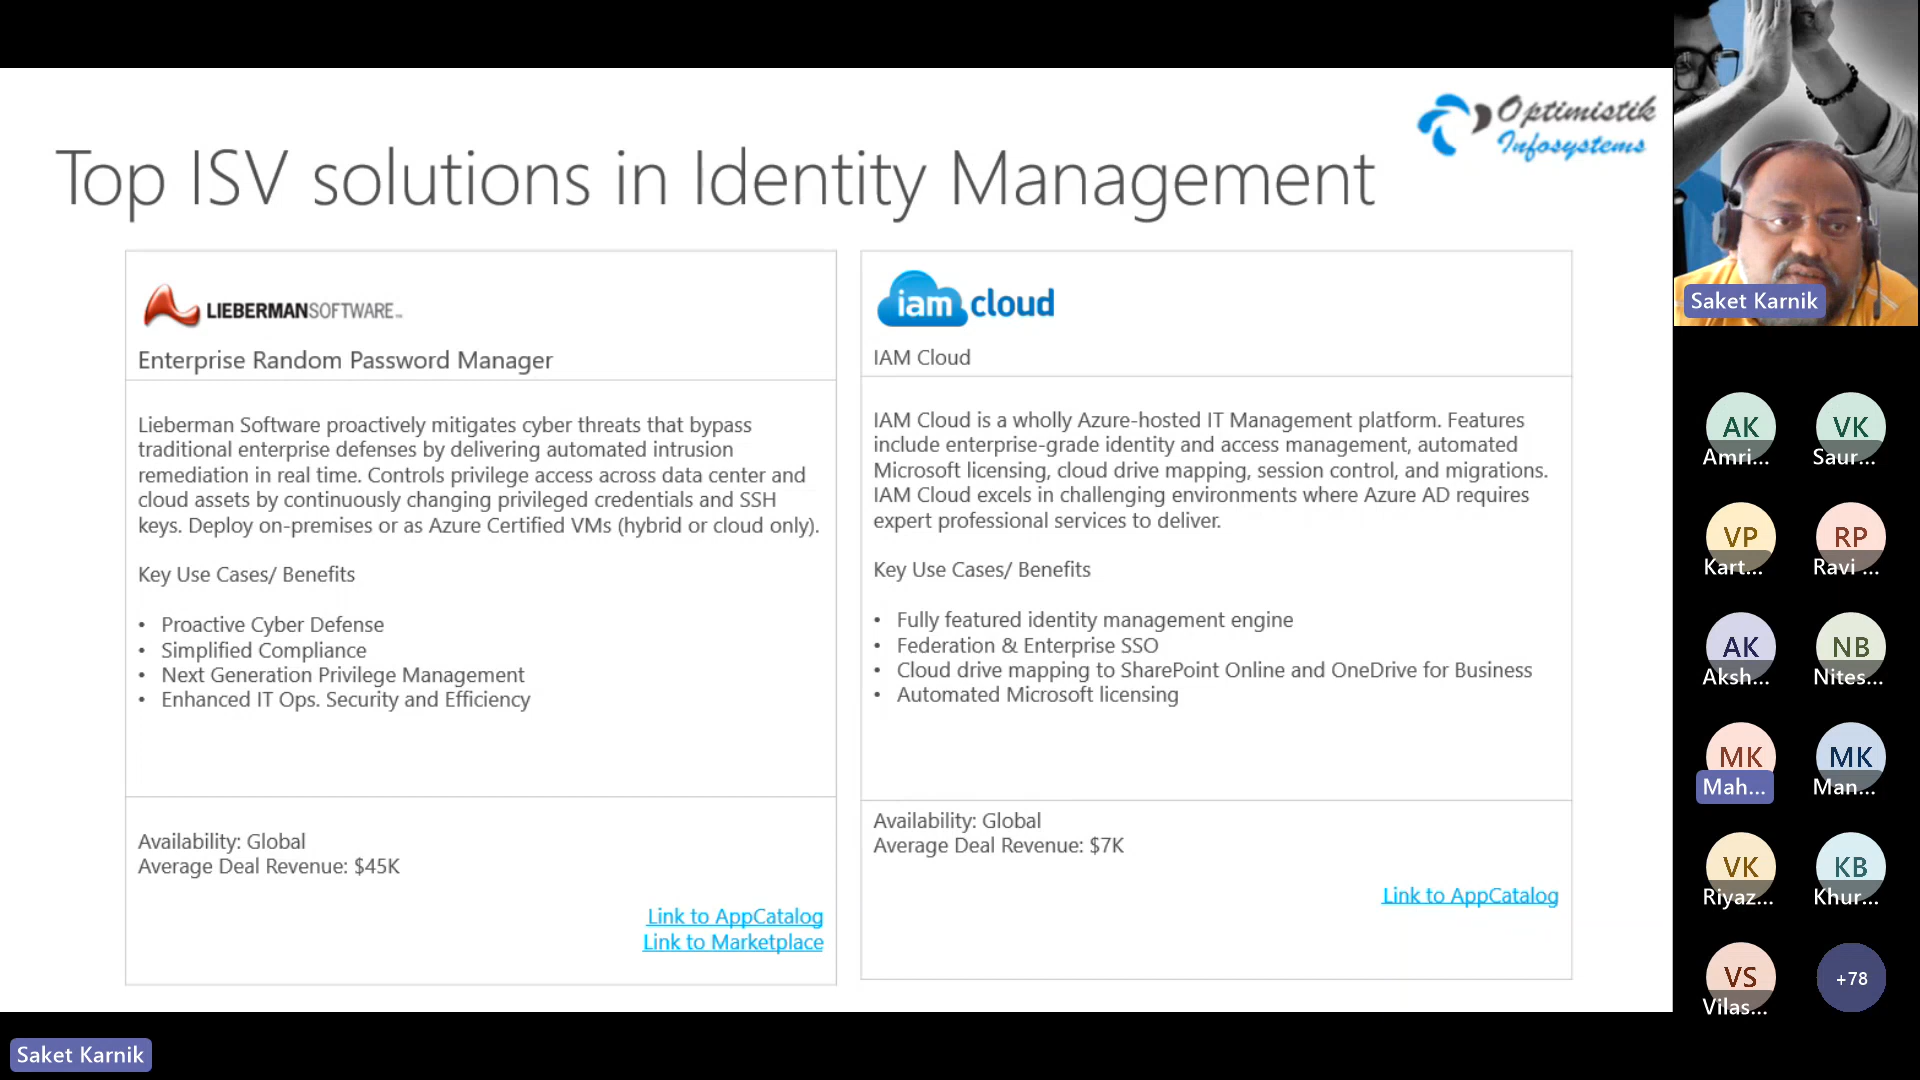 Optimistik
Infosystems
Top ISV solutions in Identity Management
LIEBERMANSOFTWARE™
Enterprise Random Password Manager
Lieberman Software proactively mitigates cyber threats that bypass
traditional enterprise defenses by delivering automated intrusion
remediation in real time. Controls privilege access across data center and
cloud assets by continuously changing privileged credentials and SSH
keys. Deploy on-premises or as Azure Certified VMs (hybrid or cloud only).
Key Use Cases/ Benefits
• Proactive Cyber Defense
• Simplified Compliance
• Next Generation Privilege Management
• Enhanced IT Ops. Security and Efficiency
Availability: Global
Average Deal Revenue: $45K
Link to AppCatalog
Link to Marketplace
iam cloud
IAM Cloud
IAM Cloud is a wholly Azure-hosted IT Management platform. Features
include enterprise-grade identity and access management, automated
Microsoft licensing, cloud drive mapping, session control, and migrations.
IAM Cloud excels in challenging environments where Azure AD requires
expert professional services to deliver.
Key Use Cases/ Benefits
• Fully featured identity management engine
• Federation & Enterprise SSO
• Cloud drive mapping to SharePoint Online and OneDrive for Business
• Automated Microsoft licensing
Availability: Global
Average Deal Revenue: $7K
Link to AppCatalog
Saket Karnik
AK
Amri...
VK
Saur...
VP
Kart...
RP
Ravi ...
AK
Aksh...
NB
Nites...
MK
Mah...
MK
Man...
VK
Riyaz...
KB
Khur...
VS
Vilas...
+78
Saket Karnik